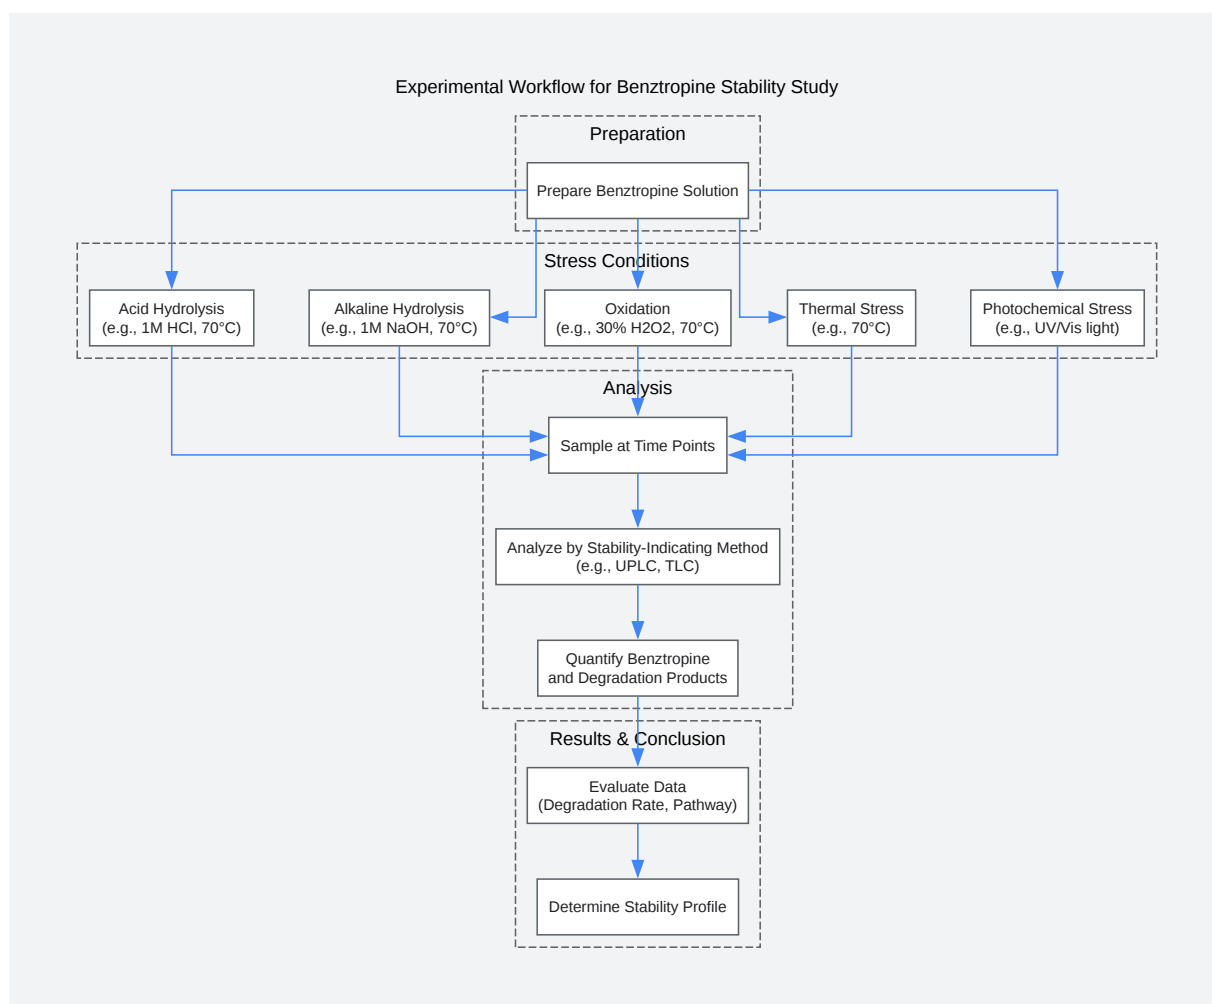 Experimental Workflow for Benztropine Stability Study
Preparation
Prepare Benztropine Solution
Stress Conditions
Acid Hydrolysis
(e.g., 1M HCl, 70°C)
Alkaline Hydrolysis
(e.g., 1M NaOH, 70°C)
Oxidation
(e.g., 30% H2O2, 70°C)
Thermal Stress
(e.g., 70°C)
Photochemical Stress
(e.g., UV/Vis light)
Analysis
Sample at Time Points
Analyze by Stability-Indicating Method
(e.g., UPLC, TLC)
Quantify Benztropine
and Degradation Products
Results & Conclusion
Evaluate Data
(Degradation Rate, Pathway)
Determine Stability Profile